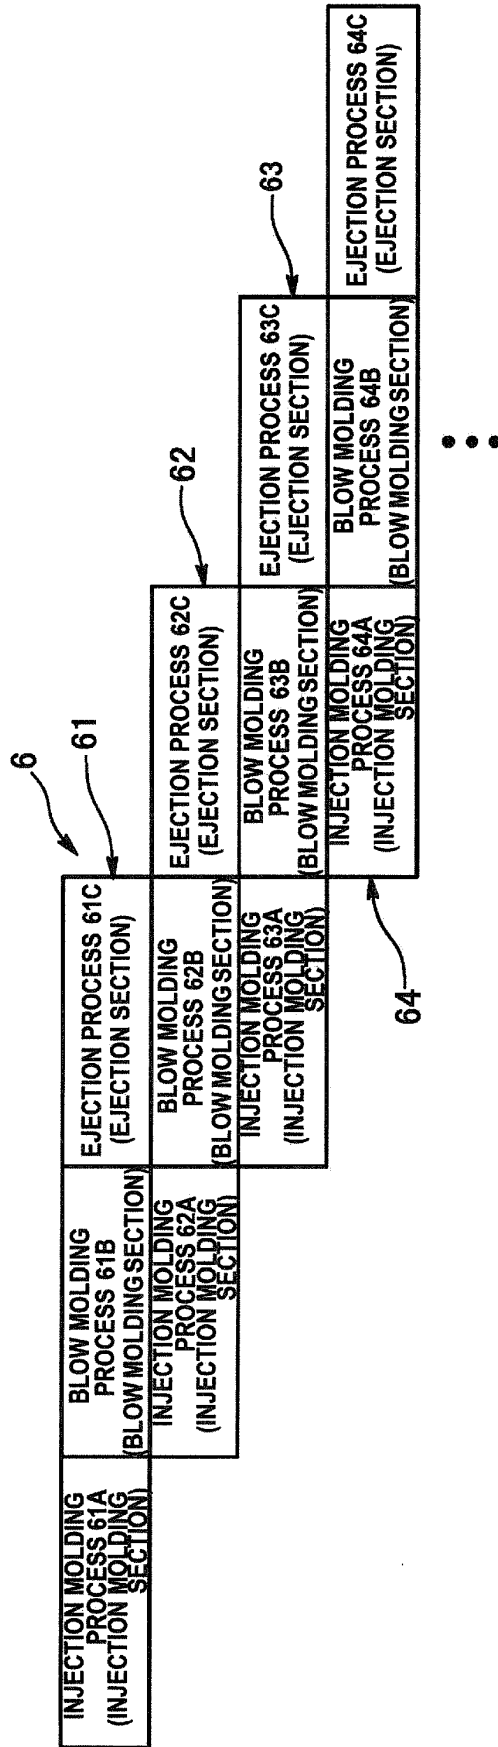 6
61
INJECTION MOLDING
PROCESS 61A
(INJECTION MOLDING
SECTION)
BLOW MOLDING
PROCESS 61B
(BLOW MOLDING SECTION)
EJECTION PROCESS 61C
(EJECTION SECTION)
62
INJECTION MOLDING
PROCESS 62A
(INJECTION MOLDING
SECTION)
BLOW MOLDING
PROCESS 62B
(BLOW MOLDING SECTION)
EJECTION PROCESS 62C
(EJECTION SECTION)
63
INJECTION MOLDING
PROCESS 63A
(INJECTION MOLDING
SECTION)
BLOW MOLDING
PROCESS 63B
(BLOW MOLDING SECTION)
EJECTION PROCESS 63C
(EJECTION SECTION)
64
INJECTION MOLDING
PROCESS 64A
(INJECTION MOLDING
SECTION)
BLOW MOLDING
PROCESS 64B
(BLOW MOLDING SECTION)
EJECTION PROCESS 64C
(EJECTION SECTION)